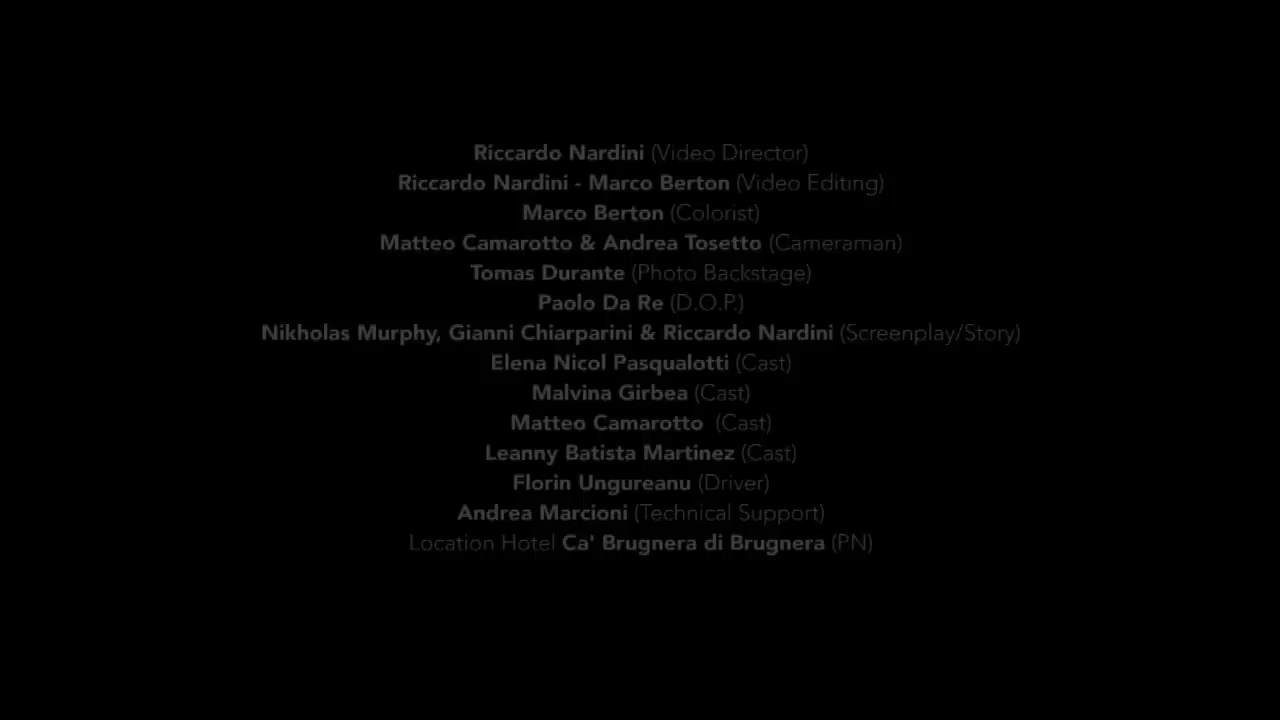 Riccardo Nardini (Video Director)
Riccardo Nardini - Marco Berton (Video Editing)
Marco Berton (Colorist)
Matteo Camarotto & Andrea Tosetto (Cameraman)
Tomas Durante (Photo Backstage)
Paolo Da Re (D.O.P.)
Nikholas Murphy, Gianni Chiarparini & Riccardo Nardini (Screenplay/Story)
Elena Nicol Pasqualotti (Cast)
Malvina Girbea (Cast)
Matteo Camarotto (Cast)
Leanny Batista Martinez (Cast)
Florin Ungureanu (Driver)
Andrea Marcioni (Technical Support)
Location Hotel Ca' Brugnera di Brugnera (PN)